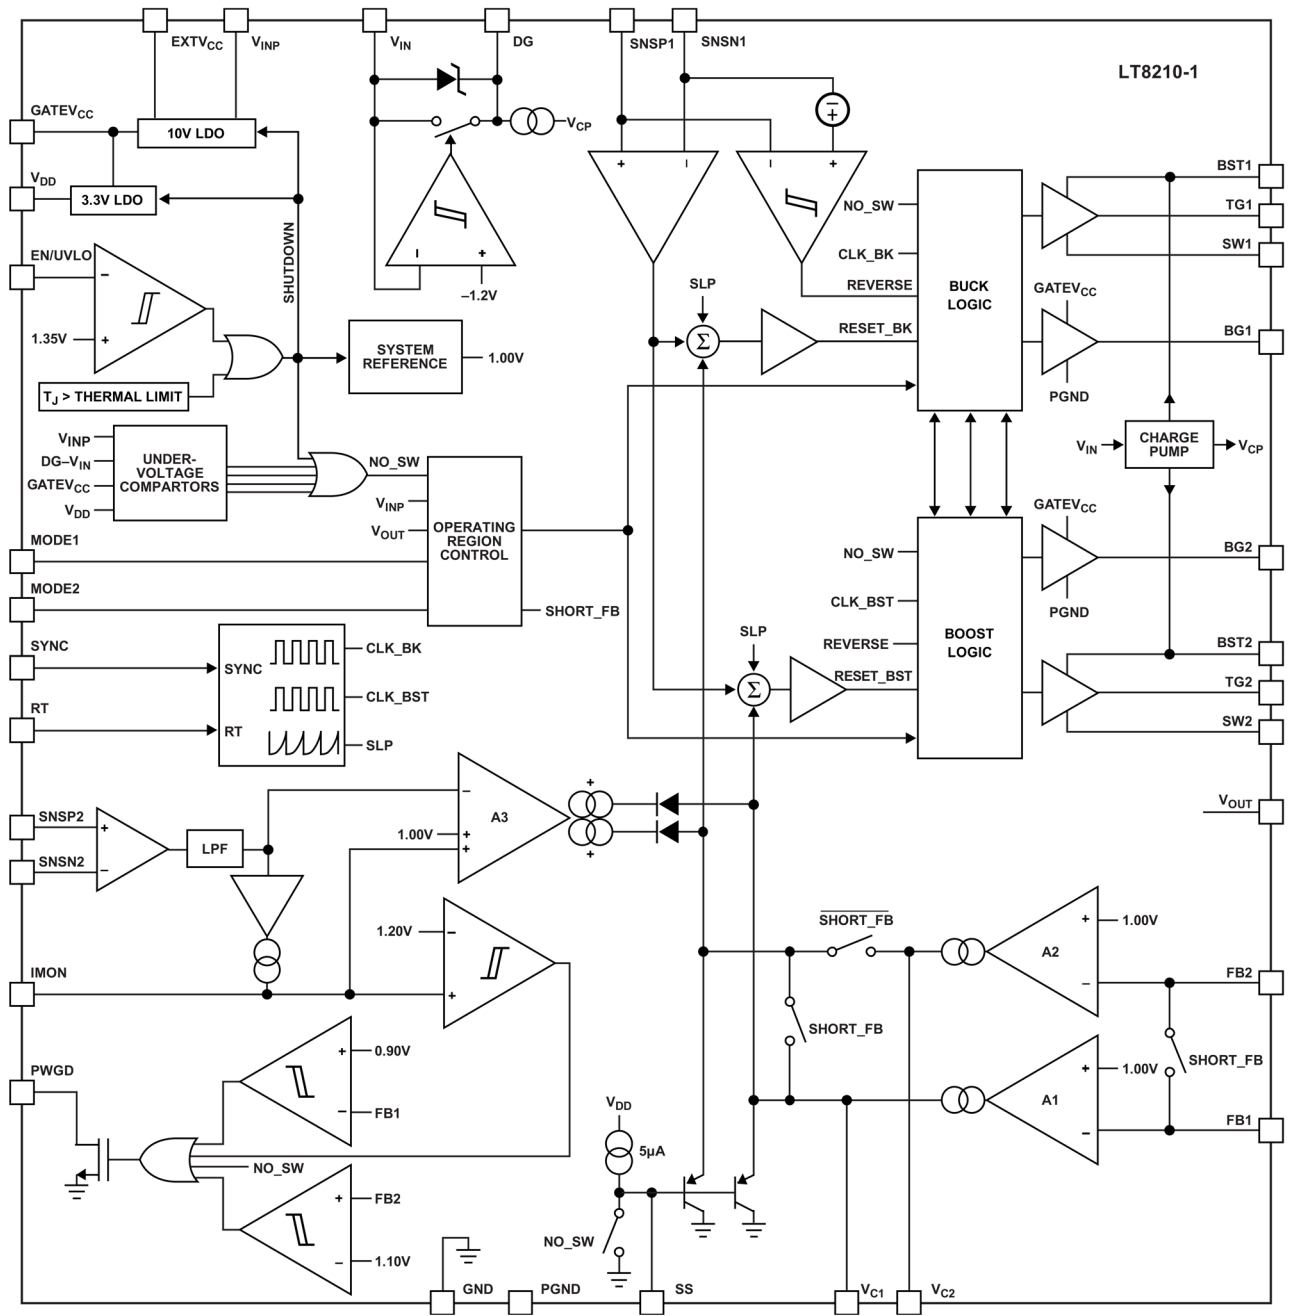 EXTVCC
VINP
VIN
DG
SNSP1
SNSN1
LT8210-1
GATEVCC
10V LDO
VCP
VDD
3.3V LDO
SHUTDOWN
EN/UVLO
1.35V
TJ > THERMAL LIMIT
SYSTEM
REFERENCE
1.00V
–1.2V
+
–
–
+
NO_SW
CLK_BK
REVERSE
RESET_BK
BUCK
LOGIC
SLP
Σ
BST1
TG1
SW1
GATEVCC
BG1
PGND
VIN
CHARGE
PUMP
VCP
VINP
DG–VIN
GATEVCC
VDD
UNDER-
VOLTAGE
COMPARTORS
NO_SW
VINP
VOUT
OPERATING
REGION
CONTROL
SHORT_FB
MODE1
MODE2
SYNC
SYNC
RT
RT
CLK_BK
CLK_BST
SLP
NO_SW
CLK_BST
REVERSE
RESET_BST
BOOST
LOGIC
SLP
Σ
GATEVCC
BG2
PGND
BST2
TG2
SW2
VOUT
SNSP2
+
SNSN2
–
LPF
–
A3
1.00V
+
+
+
+
1.20V
–
IMON
+
SHORT_FB
SHORT_FB
A2
+
1.00V
–
FB2
SHORT_FB
A1
+
1.00V
–
FB1
PWGD
+
0.90V
–
FB1
NO_SW
+
FB2
–
1.10V
VDD
5µA
NO_SW
GND
PGND
SS
VC1
VC2